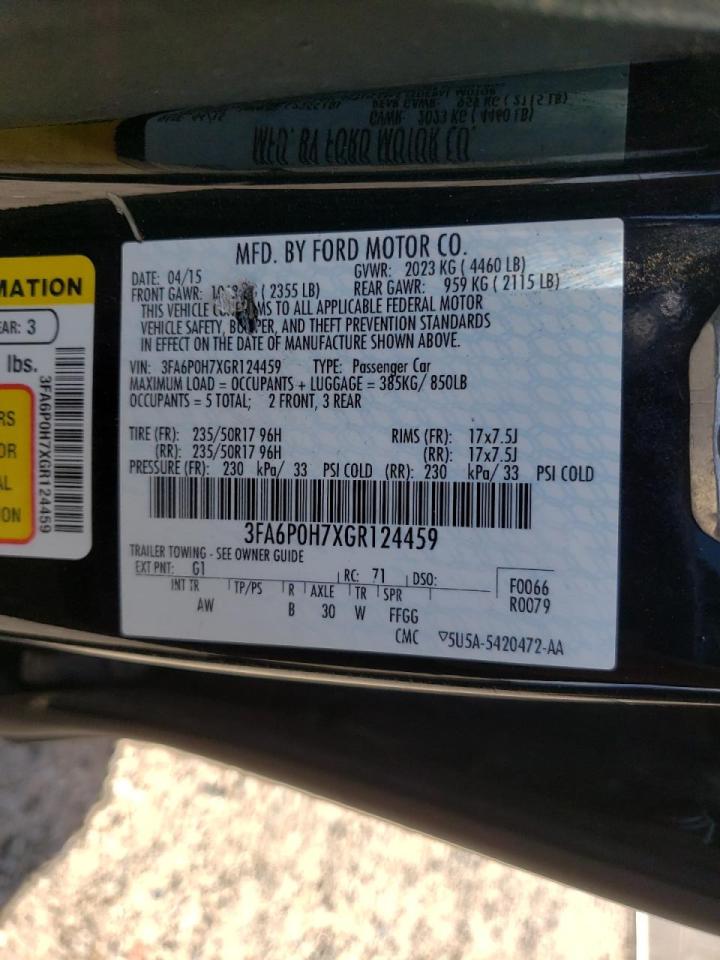 MFD. BY FORD MOTOR CO.
DATE: 04/15
GVWR: 2023 KG ( 4460 LB)
FRONT GAWR: ( 2355 LB)
REAR GAWR: 959 KG ( 2115 LB)
THIS VEHICLE TO ALL APPLICABLE FEDERAL MOTOR
VEHICLE SAFETY, AND THEFT PREVENTION STANDARDS
IN EFFECT ON THE DATE OF MANUFACTURE SHOWN ABOVE.
VIN: 3FA6P0H7XGR124459 TYPE: Passenger Car
MAXIMUM LOAD = OCCUPANTS + LUGGAGE = 385KG/ 850LB
OCCUPANTS = 5 TOTAL; 2 FRONT, 3 REAR
TIRE (FR): 235/50R17 96H RIMS (FR): 17x7.5J
(RR): 235/50R17 96H (RR): 17x7.5J
PRESSURE (FR): 230 kPa/ 33 PSI COLD (RR): 230 kPa/ 33 PSI COLD
3FA6P0H7XGR124459
TRAILER TOWING - SEE OWNER GUIDE
EXT PNT: G1 RC: 71 DSO:
F0066
R0079
INT TR TP/PS R AXLE TR SPR
AW B 30 W FFGG
CMC 5U5A-5420472-AA
MATION
EAR: 3
lbs.
3FA6P0H7XGR124459
RS
OR
AL
ION